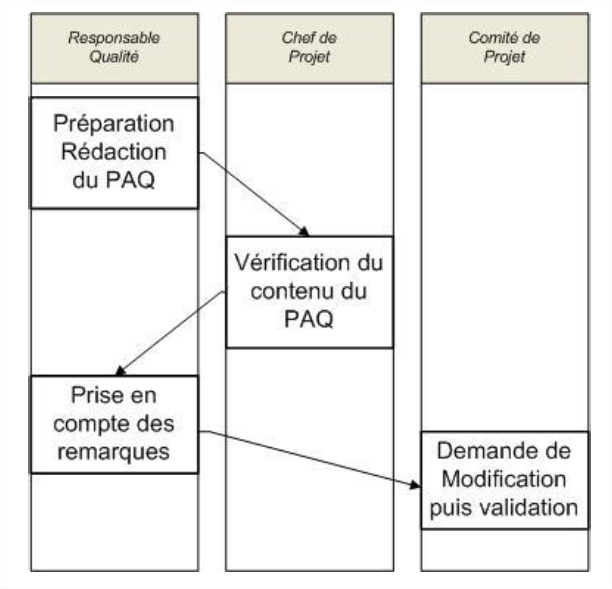 Responsable
Qualité
Chef de
Projet
Comité de
Projet
Préparation
Rédaction
du PAQ
Vérification du
contenu du
PAQ
Prise en
compte des
remarques
Demande de
Modification
puis validation